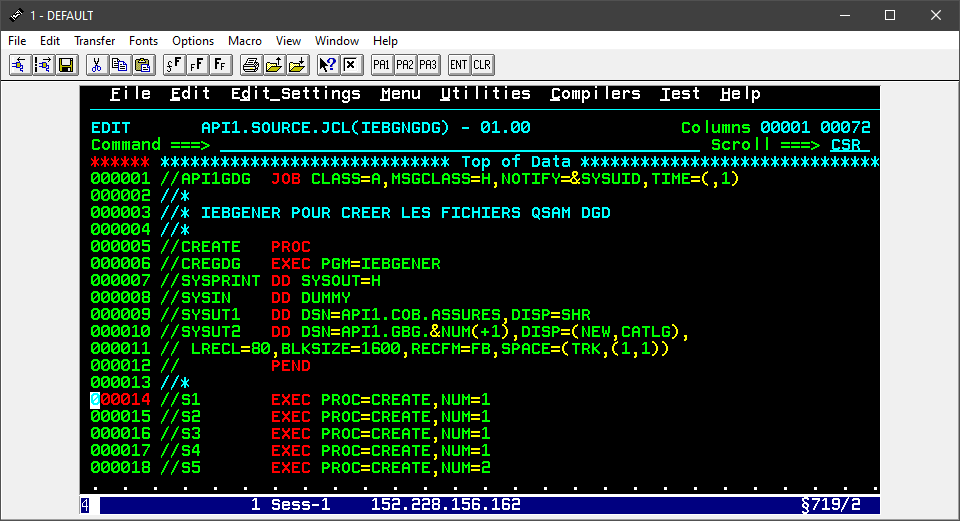 1 - DEFAULT
File Edit Transfer Fonts Options Macro View Window Help
PA1 PA2 PA3 ENT CLR
File Edit Edit_Settings Menu Utilities Compilers Test Help
EDIT API1.SOURCE.JCL(IEBGNGDG) - 01.00 Columns 00001 00072
Command ===> Scroll ===> CSR
****** ***************************** Top of Data ******************************
000001 //API1GDG  JOB CLASS=A,MSGCLASS=H,NOTIFY=&SYSUID,TIME=(,1)
000002 //*
000003 //* IEBGENER POUR CREER LES FICHIERS QSAM DGD
000004 //*
000005 //CREATE   PROC
000006 //CREGDG   EXEC PGM=IEBGENER
000007 //SYSPRINT DD SYSOUT=H
000008 //SYSIN    DD DUMMY
000009 //SYSUT1   DD DSN=API1.COB.ASSURES,DISP=SHR
000010 //SYSUT2   DD DSN=API1.GBG.&NUM(+1),DISP=(NEW,CATLG),
000011 // LRECL=80,BLKSIZE=1600,RECFM=FB,SPACE=(TRK,(1,1))
000012 //         PEND
000013 //*
000014 //S1       EXEC PROC=CREATE,NUM=1
000015 //S2       EXEC PROC=CREATE,NUM=1
000016 //S3       EXEC PROC=CREATE,NUM=1
000017 //S4       EXEC PROC=CREATE,NUM=1
000018 //S5       EXEC PROC=CREATE,NUM=2
4 1 Sess-1 152.228.156.162 §719/2